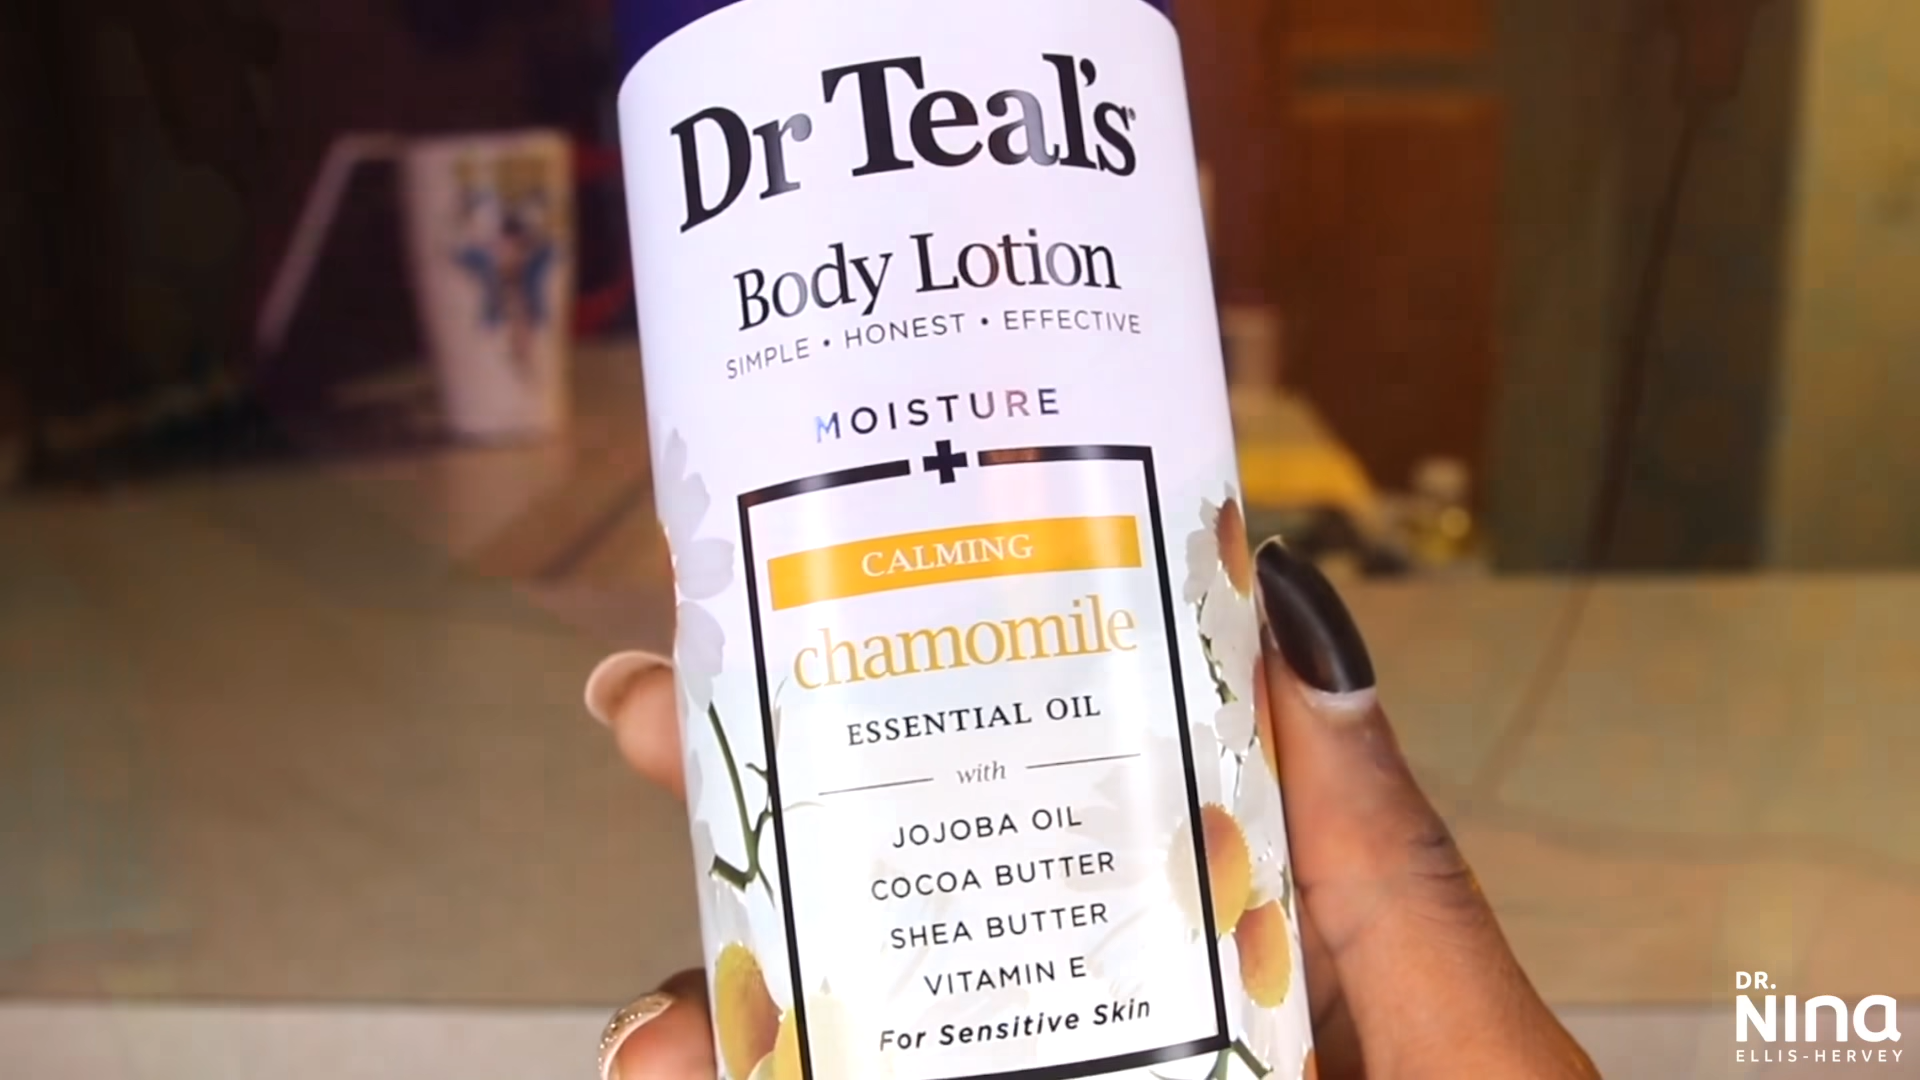 Dr Teal's
Body Lotion
SIMPLE • HONEST • EFFECTIVE
MOISTURE
+
CALMING
chamomile
ESSENTIAL OIL
with
JOJOBA OIL
COCOA BUTTER
SHEA BUTTER
VITAMIN E
For Sensitive Skin
DR.
Nina
ELLIS-HERVEY